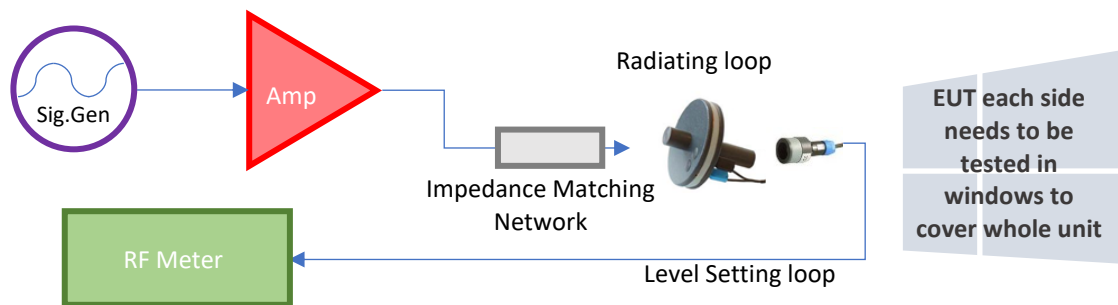 Sig.Gen
Amp
Radiating loop
Impedance Matching
Network
RF Meter
Level Setting loop
EUT each side
needs to be
tested in
windows to
cover whole unit